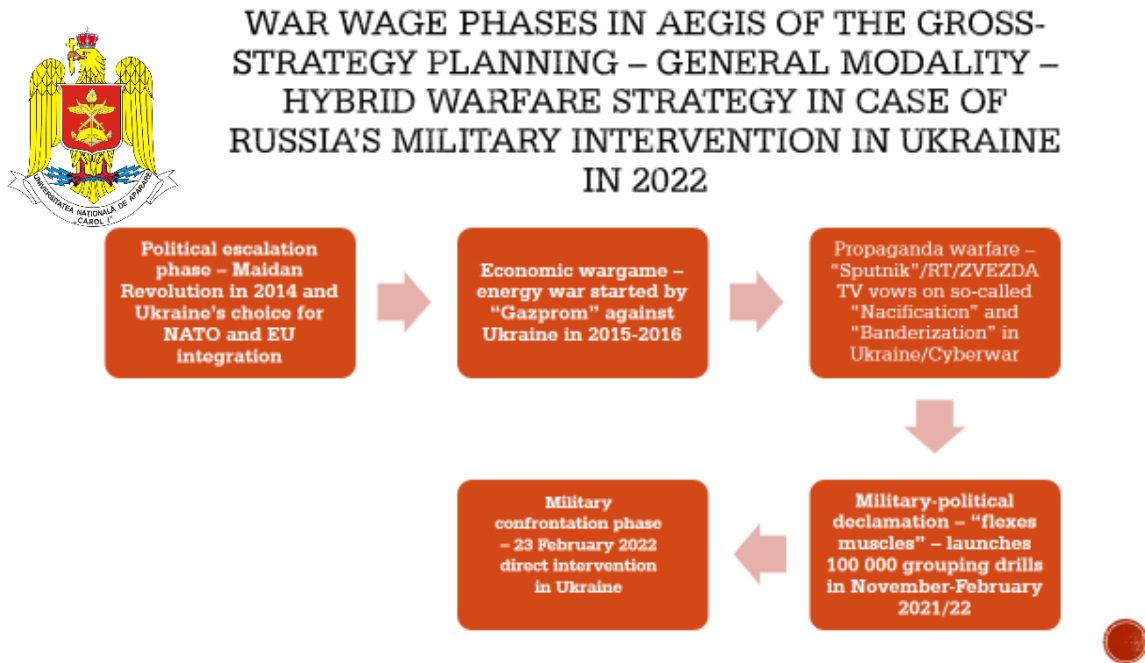 WAR WAGE PHASES IN AEGIS OF THE GROSS-
STRATEGY PLANNING – GENERAL MODALITY –
HYBRID WARFARE STRATEGY IN CASE OF
RUSSIA'S MILITARY INTERVENTION IN UKRAINE
IN 2022
UNIVERSITATEA NAȚIONALĂ DE APĂRARE
„CAROL I”
Political escalation
phase – Maidan
Revolution in 2014 and
Ukraine's choice for
NATO and EU
integration
Economic wargame –
energy war started by
“Gazprom” against
Ukraine in 2015-2016
Propaganda warfare –
“Sputnik”/RT/ZVEZDA
TV vows on so-called
“Nacification” and
“Banderization” in
Ukraine/Cyberwar
Military
confrontation phase
– 23 February 2022
direct intervention
in Ukraine
Military-political
declamation – “flexes
muscles” – launches
100 000 grouping drills
in November-February
2021/22